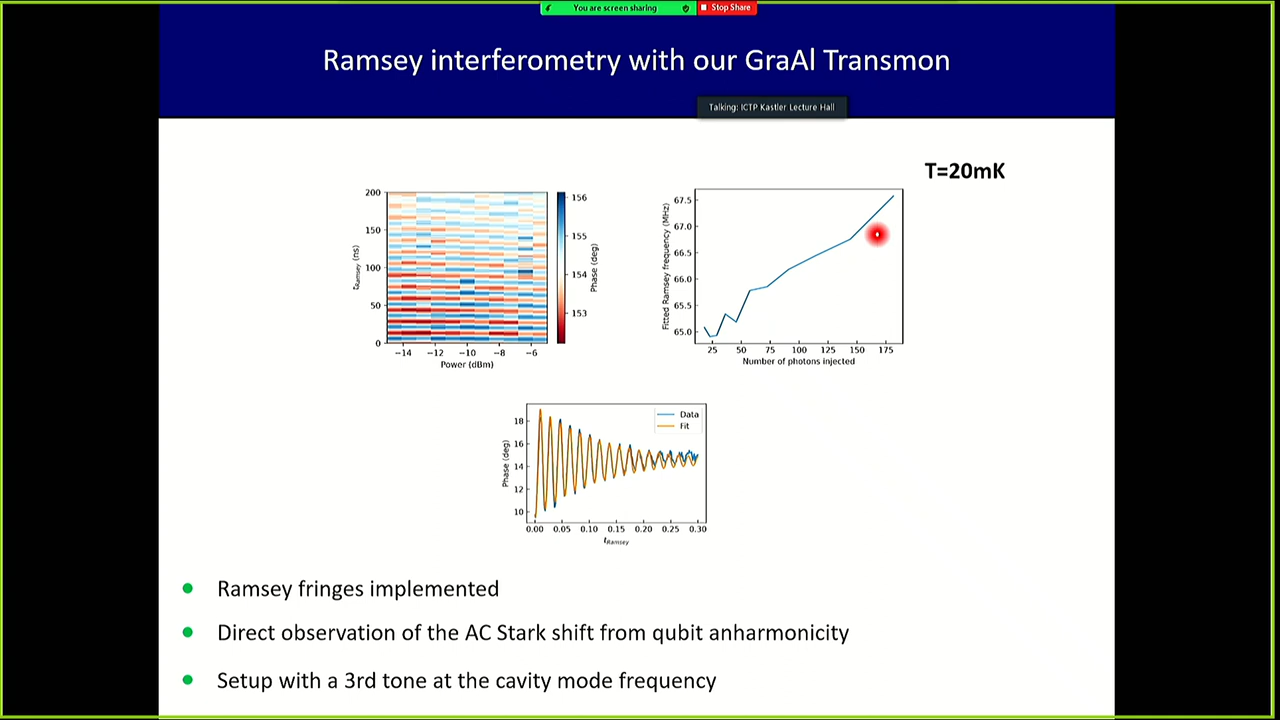 You are screen sharing
Stop Share
Ramsey interferometry with our GraAl Transmon
Talking: ICTP Kastler Lecture Hall
T=20mK
200
150
100
50
0
t_Ramsey (ns)
−14 −12 −10 −8 −6
Power (dBm)
156
155
154
153
Phase (deg)
67.5
67.0
66.5
66.0
65.5
65.0
Fitted Ramsey frequency (MHz)
25 50 75 100 125 150 175
Number of photons injected
18
16
14
12
10
Phase (deg)
Data
Fit
0.00 0.05 0.10 0.15 0.20 0.25 0.30
t_Ramsey
Ramsey fringes implemented
Direct observation of the AC Stark shift from qubit anharmonicity
Setup with a 3rd tone at the cavity mode frequency